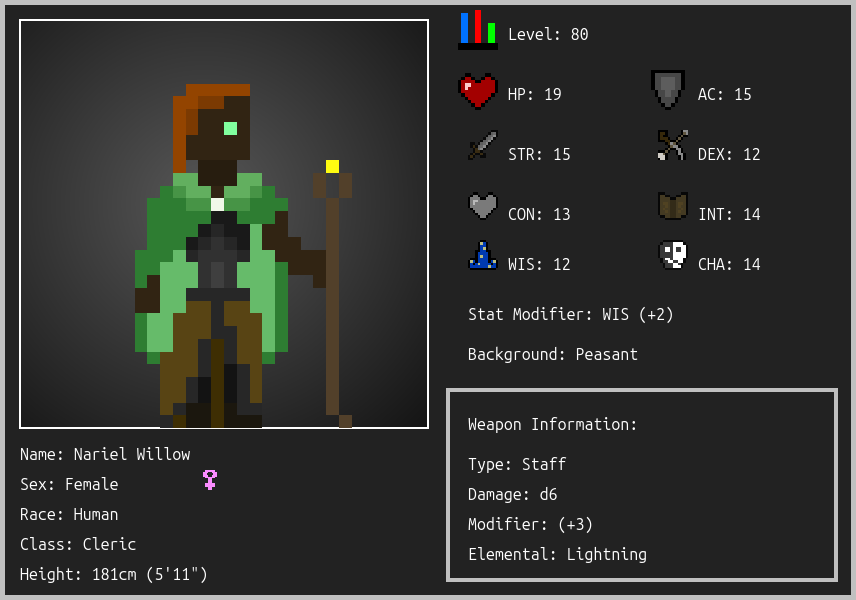 Level: 80
HP: 19
AC: 15
STR: 15
DEX: 12
CON: 13
INT: 14
WIS: 12
CHA: 14
Stat Modifier: WIS (+2)
Background: Peasant
Weapon Information:
Type: Staff
Damage: d6
Modifier: (+3)
Elemental: Lightning
Name: Nariel Willow
Sex: Female
Race: Human
Class: Cleric
Height: 181cm (5'11")